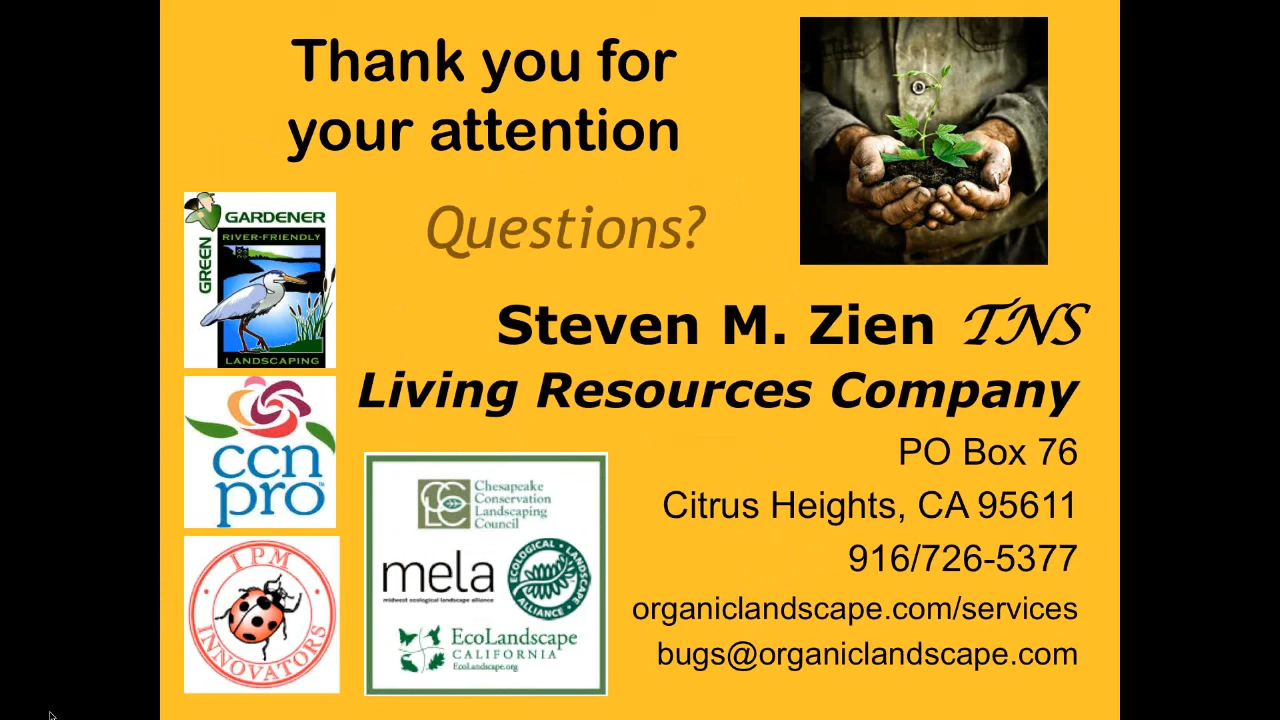 Thank you for
your attention
Questions?
GREEN
GARDENER
RIVER-FRIENDLY
LANDSCAPING
Steven M. Zien TNS
Living Resources Company
ccn
pro™
PO Box 76
Citrus Heights, CA 95611
916/726-5377
organiclandscape.com/services
bugs@organiclandscape.com
IPM
INNOVATORS
CCLC
Chesapeake
Conservation
Landscaping
Council
mela
midwest ecological landscape alliance
ECOLOGICAL · LANDSCAPE
ALLIANCE
EcoLandscape
CALIFORNIA
EcoLandscape.org